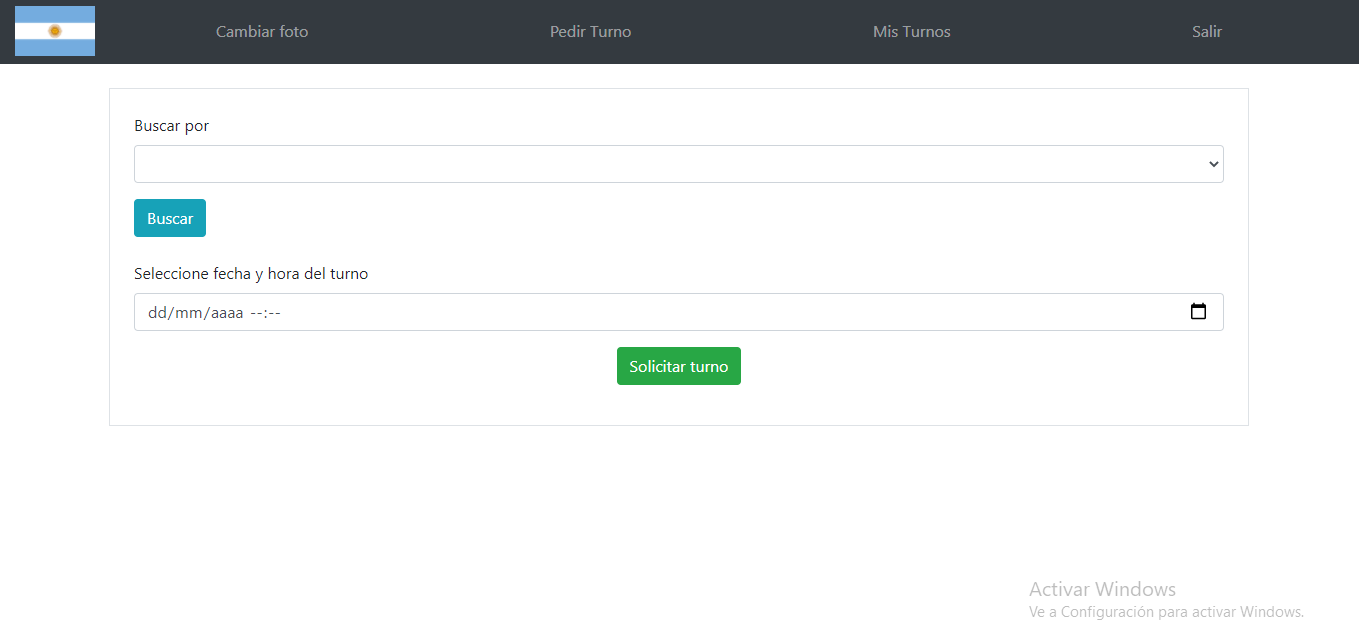 Cambiar foto Pedir Turno Mis Turnos Salir
Buscar por
Buscar
Seleccione fecha y hora del turno
dd/mm/aaaa --:--
Solicitar turno
Activar Windows
Ve a Configuración para activar Windows.